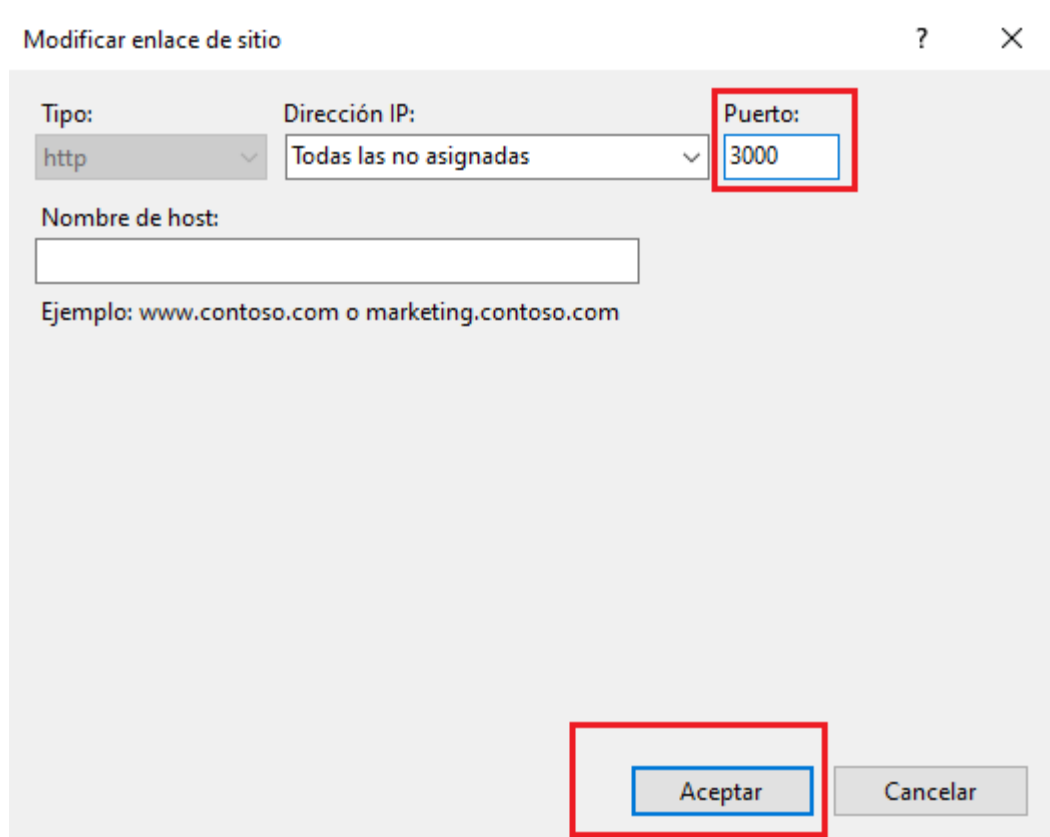 Modificar enlace de sitio ?
Tipo: Dirección IP: Puerto:
http Todas las no asignadas 3000
Nombre de host:
Ejemplo: www.contoso.com o marketing.contoso.com
Aceptar Cancelar